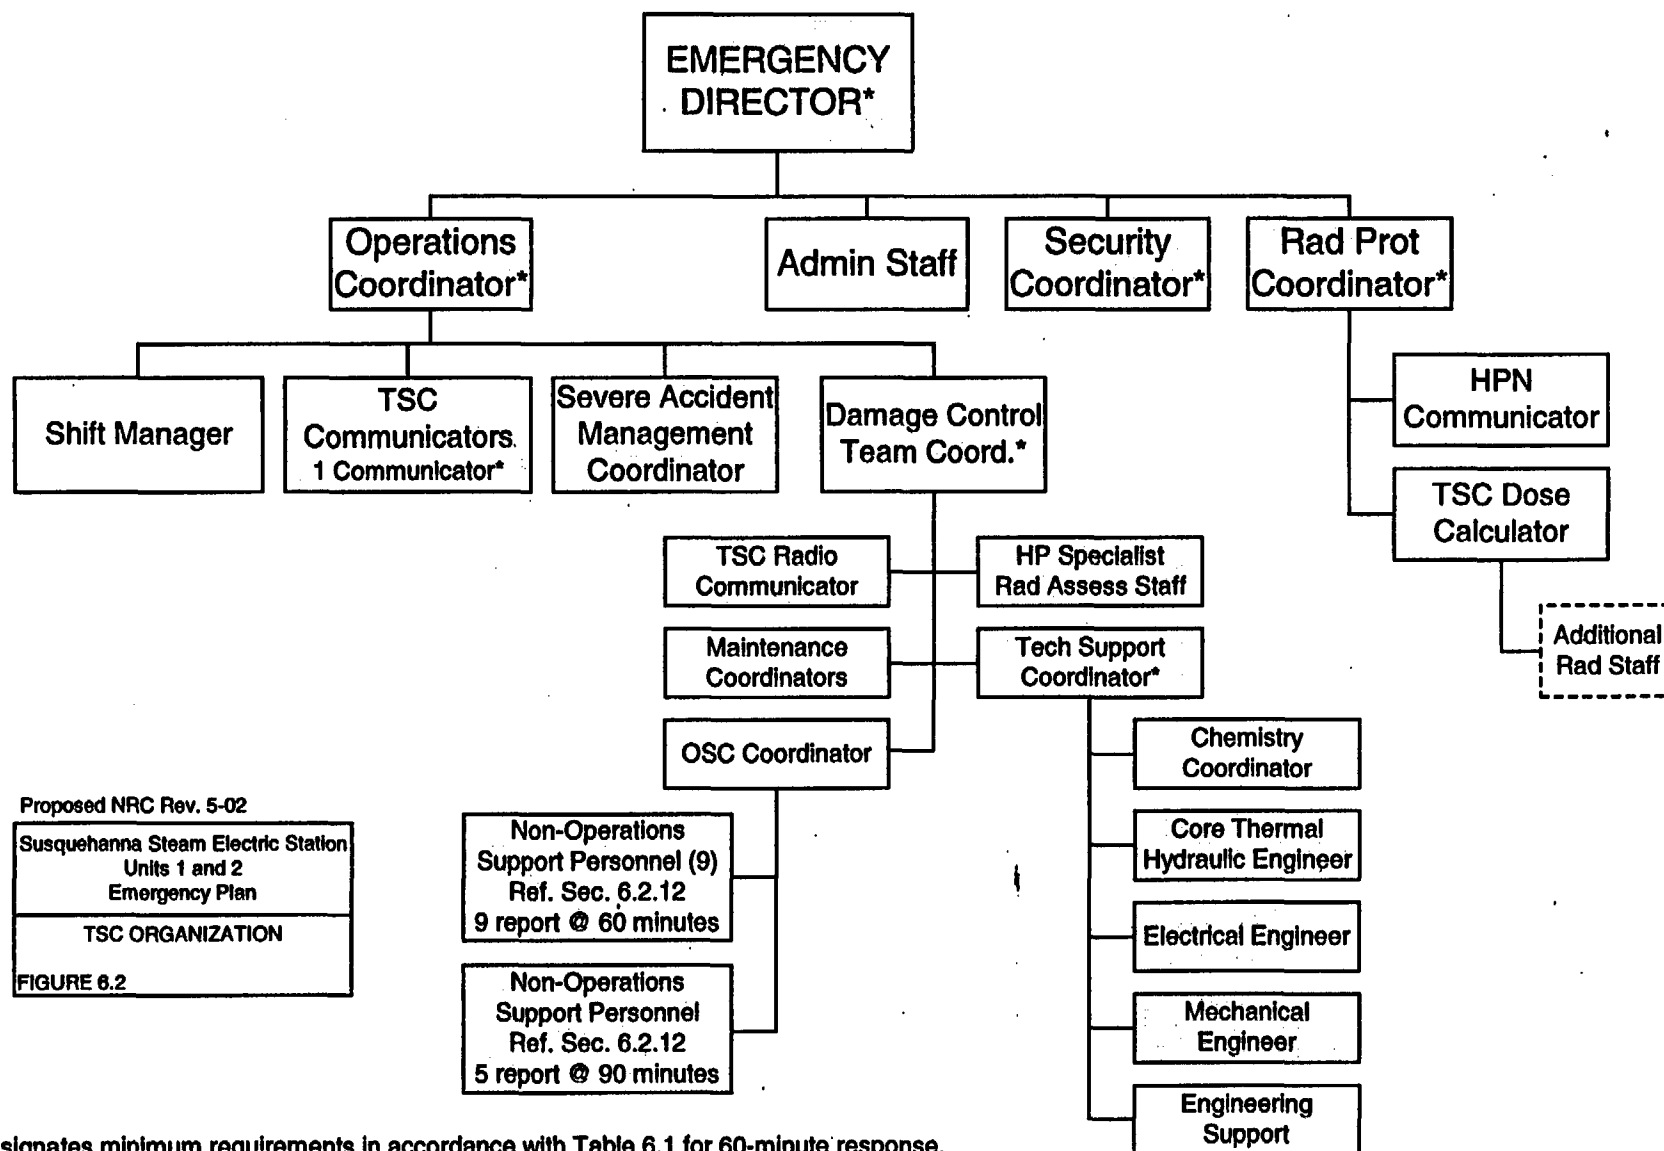 EMERGENCY
DIRECTOR*
Operations
Coordinator*
Admin Staff
Security
Coordinator*
Rad Prot
Coordinator*
Shift Manager
TSC
Communicators
1 Communicator*
Severe Accident
Management
Coordinator
Damage Control
Team Coord.*
HPN
Communicator
TSC Dose
Calculator
Additional
Rad Staff
TSC Radio
Communicator
HP Specialist
Rad Assess Staff
Maintenance
Coordinators
Tech Support
Coordinator*
OSC Coordinator
Chemistry
Coordinator
Core Thermal
Hydraulic Engineer
Electrical Engineer
Mechanical
Engineer
Engineering
Support
Non-Operations
Support Personnel (9)
Ref. Sec. 6.2.12
9 report @ 60 minutes
Non-Operations
Support Personnel
Ref. Sec. 6.2.12
5 report @ 90 minutes
Proposed NRC Rev. 5-02
Susquehanna Steam Electric Station
Units 1 and 2
Emergency Plan
TSC ORGANIZATION
FIGURE 6.2
signates minimum requirements in accordance with Table 6.1 for 60-minute response.